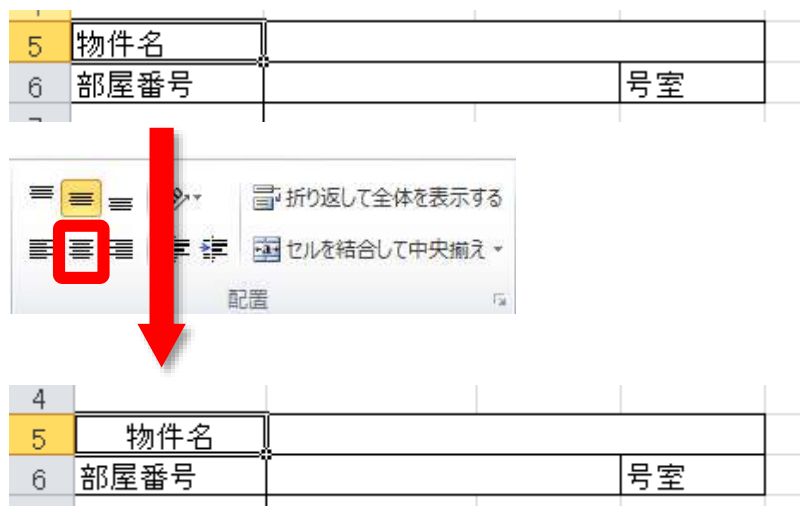 5 物件名
6 部屋番号 号室
折り返して全体を表示する
セルを結合して中央揃え
配置
4
5 物件名
6 部屋番号 号室